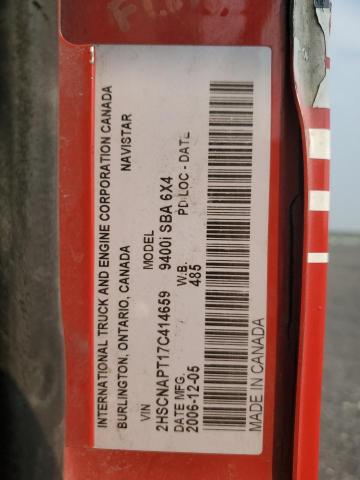 INTERNATIONAL TRUCK AND ENGINE CORPORATION CANADA
BURLINGTON, ONTARIO, CANADA NAVISTAR
VIN MODEL
2HSCNAPT17C414659 9400i SBA 6X4
DATE MFG. W.B. PD LOC - DATE
2006-12-05 485
MADE IN CANADA